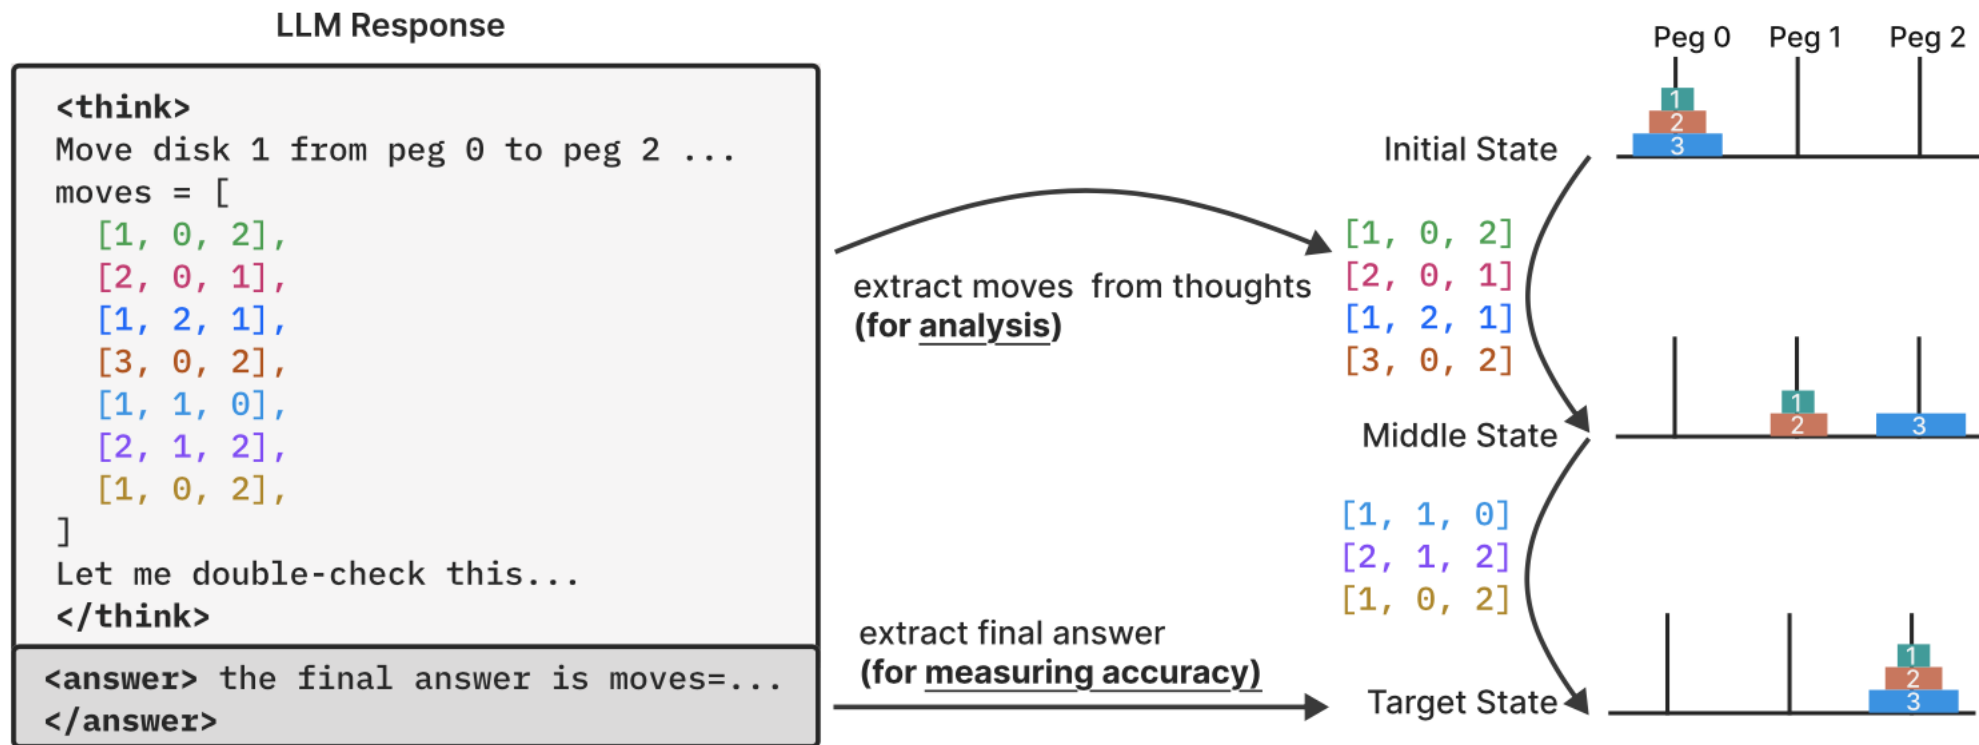 LLM Response
<think>
Move disk 1 from peg 0 to peg 2 ...
moves = [
[1, 0, 2],
[2, 0, 1],
[1, 2, 1],
[3, 0, 2],
[1, 1, 0],
[2, 1, 2],
[1, 0, 2],
]
Let me double-check this...
</think>
<answer> the final answer is moves=...
</answer>
extract moves from thoughts
(for analysis)
extract final answer
(for measuring accuracy)
Peg 0 Peg 1 Peg 2
1
2
3
Initial State
[1, 0, 2]
[2, 0, 1]
[1, 2, 1]
[3, 0, 2]
1
2 3
Middle State
[1, 1, 0]
[2, 1, 2]
[1, 0, 2]
1
2
3
Target State